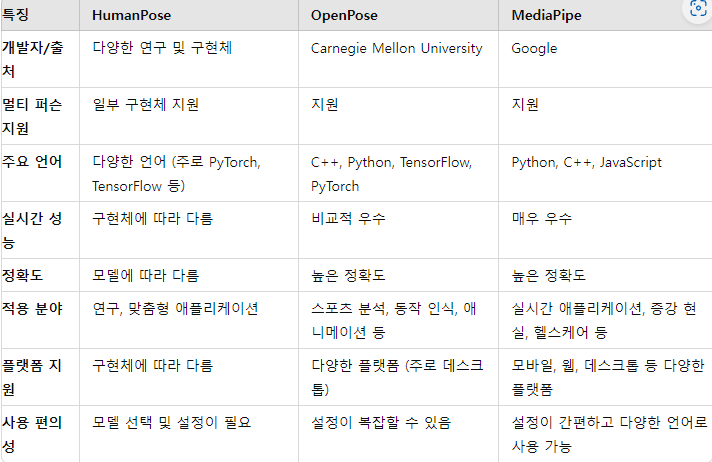 특징 HumanPose OpenPose MediaPipe
개발자/출 다양한 연구 및 구현체 Carnegie Mellon University Google
처
멀티 퍼슨 일부 구현체 지원 지원 지원
지원
주요 언어 다양한 언어 (주로 PyTorch, C++, Python, TensorFlow, Python, C++, JavaScript
TensorFlow 등) PyTorch
실시간 성 구현체에 따라 다름 비교적 우수 매우 우수
능
정확도 모델에 따라 다름 높은 정확도 높은 정확도
적용 분야 연구, 맞춤형 애플리케이션 스포츠 분석, 동작 인식, 애 실시간 애플리케이션, 증강 현
니메이션 등 실, 헬스케어 등
플랫폼 지 구현체에 따라 다름 다양한 플랫폼 (주로 데스크 모바일, 웹, 데스크톱 등 다양한
원 톱) 플랫폼
사용 편의 모델 선택 및 설정이 필요 설정이 복잡할 수 있음 설정이 간편하고 다양한 언어로
성 사용 가능